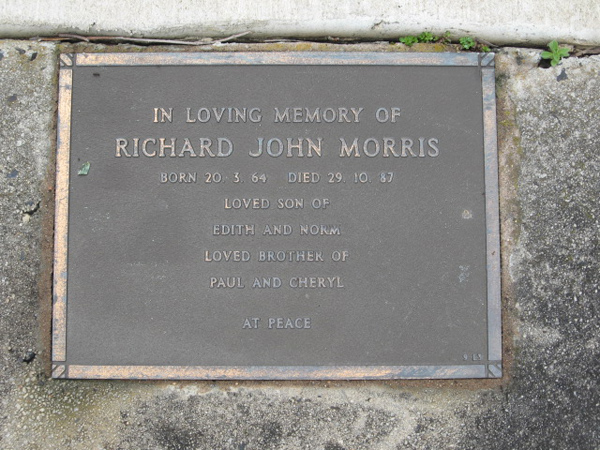 IN LOVING MEMORY OF
RICHARD JOHN MORRIS
BORN 20. 3. 64 DIED 29. 10. 87
LOVED SON OF
EDITH AND NORM
LOVED BROTHER OF
PAUL AND CHERYL
AT PEACE